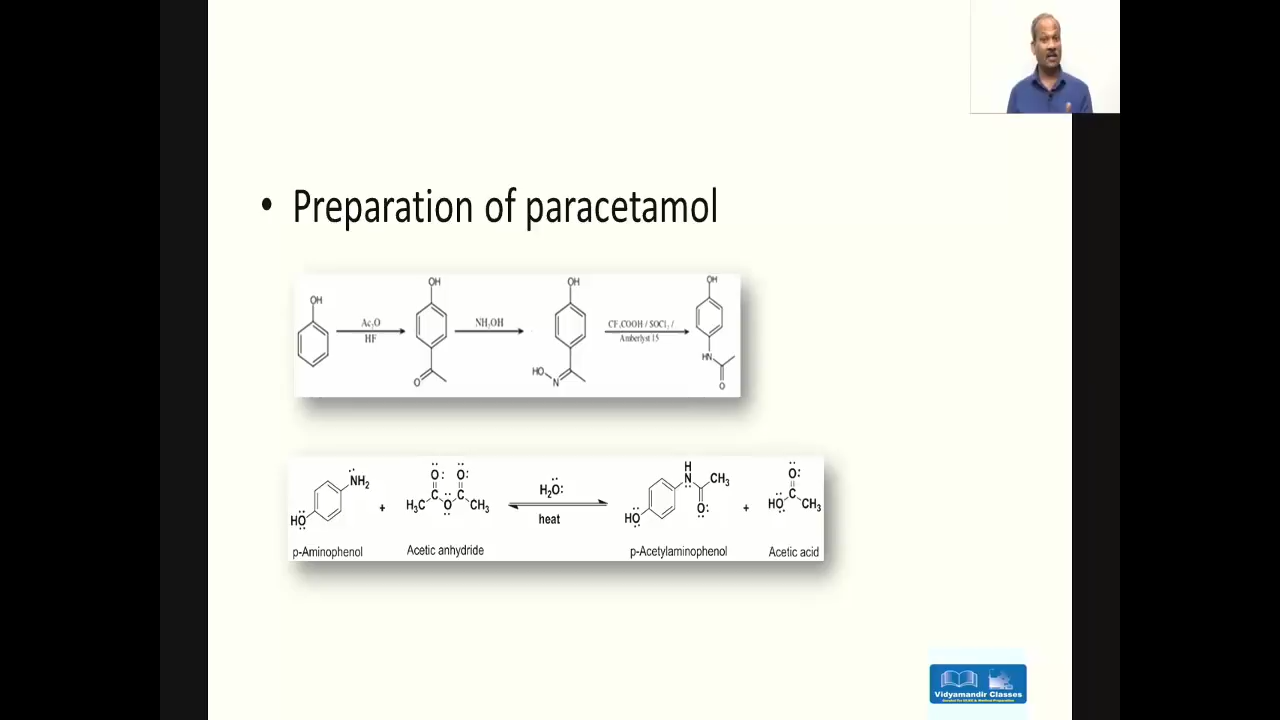 • Preparation of paracetamol
OH
OH
OH
OH
Ac₂O
HF
NH₂OH
CF₃COOH / SOCl₂ /
Amberlyst 15
O
HO
N
HN
O
NH₂
HO
+
O: O:
H₃C C O C CH₃
H₂O:
heat
H
N
CH₃
O:
HO
+
O:
HO C CH₃
p-Aminophenol
Acetic anhydride
p-Acetylaminophenol
Acetic acid
Vidyamandir Classes